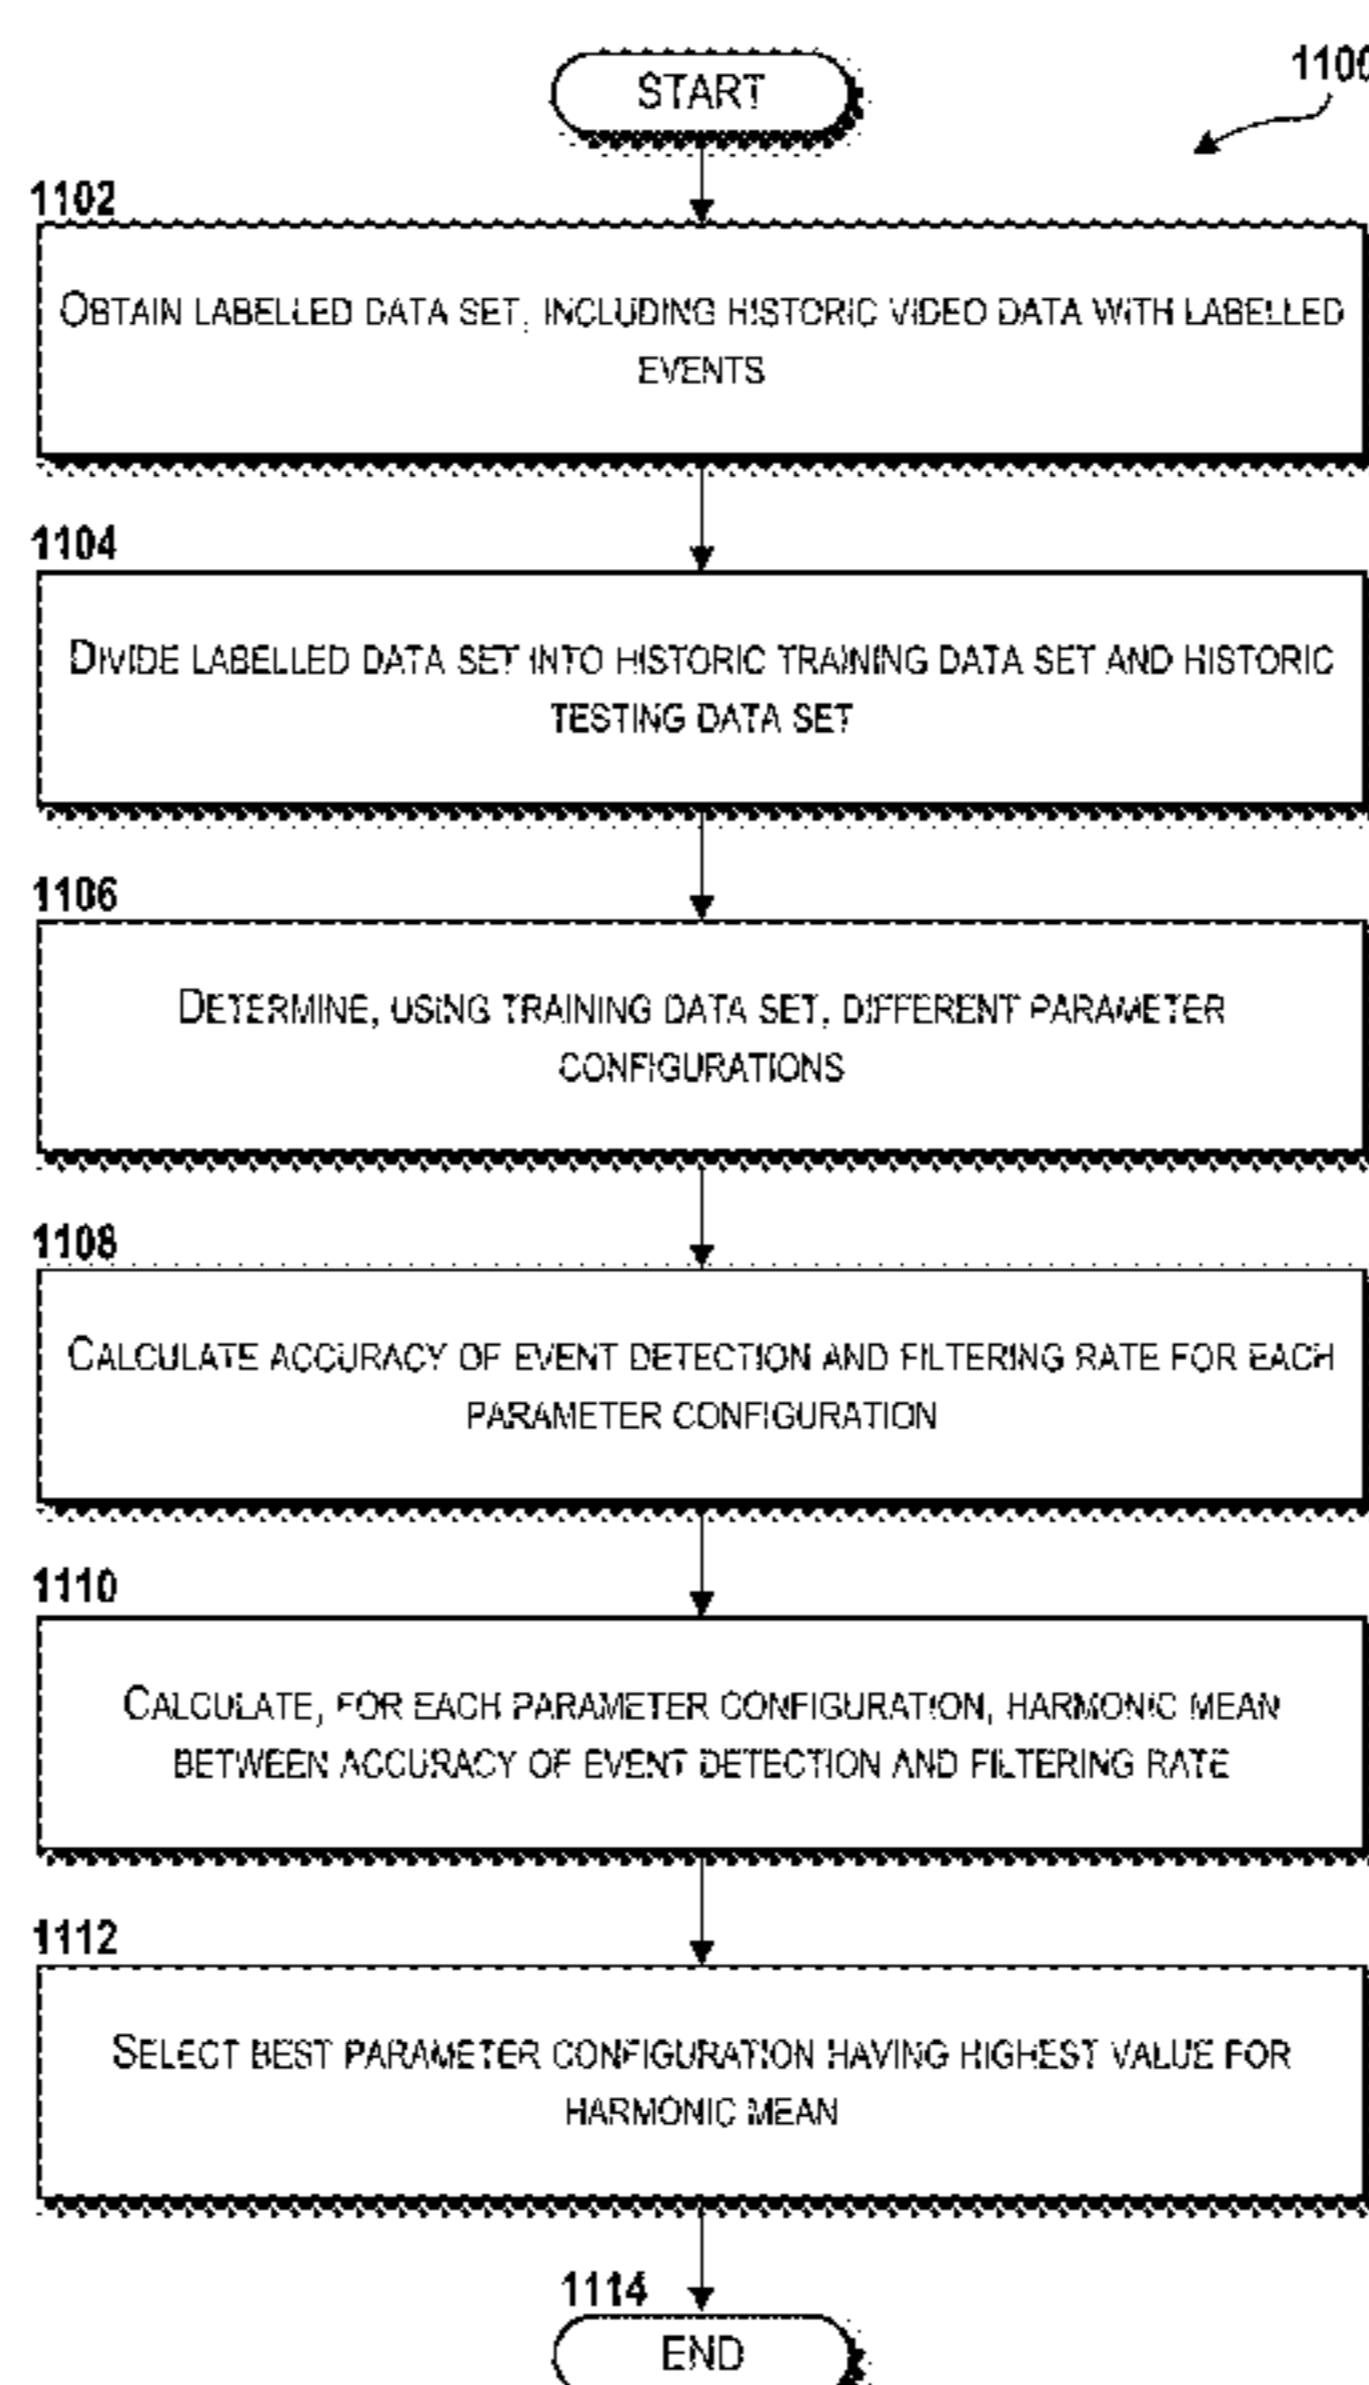 START
1100
1102
OBTAIN LABELLED DATA SET, INCLUDING HISTORIC VIDEO DATA WITH LABELLED
EVENTS
1104
DIVIDE LABELLED DATA SET INTO HISTORIC TRAINING DATA SET AND HISTORIC
TESTING DATA SET
1106
DETERMINE, USING TRAINING DATA SET, DIFFERENT PARAMETER
CONFIGURATIONS
1108
CALCULATE ACCURACY OF EVENT DETECTION AND FILTERING RATE FOR EACH
PARAMETER CONFIGURATION
1110
CALCULATE, FOR EACH PARAMETER CONFIGURATION, HARMONIC MEAN
BETWEEN ACCURACY OF EVENT DETECTION AND FILTERING RATE
1112
SELECT BEST PARAMETER CONFIGURATION HAVING HIGHEST VALUE FOR
HARMONIC MEAN
1114
END